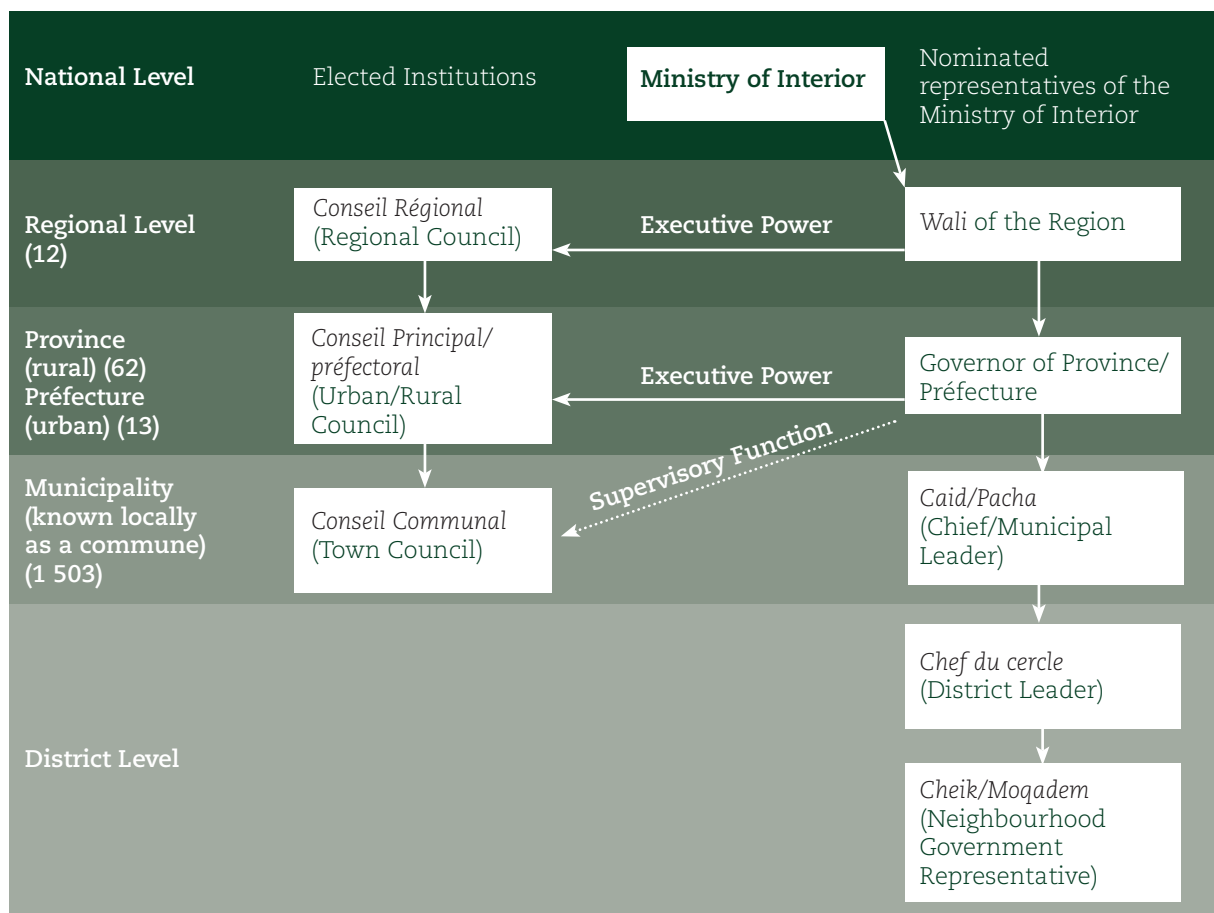 National Level
Elected Institutions
Ministry of Interior
Nominated
representatives of the
Ministry of Interior
Regional Level
(12)
Conseil Régional
(Regional Council)
Executive Power
Wali of the Region
Province
(rural) (62)
Préfecture
(urban) (13)
Conseil Principal/
préfectoral
(Urban/Rural
Council)
Executive Power
Governor of Province/
Préfecture
Supervisory Function
Municipality
(known locally
as a commune)
(1 503)
Conseil Communal
(Town Council)
Caid/Pacha
(Chief/Municipal
Leader)
District Level
Chef du cercle
(District Leader)
Cheik/Moqadem
(Neighbourhood
Government
Representative)